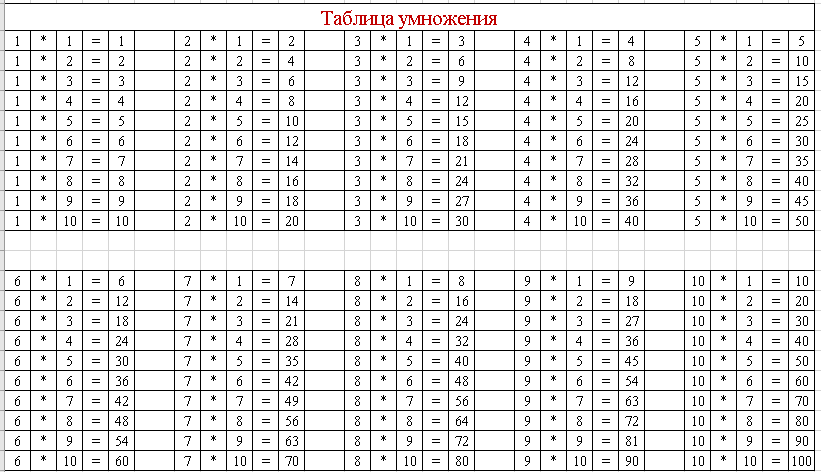 Таблица умножения
1 * 1 = 1 2 * 1 = 2 3 * 1 = 3 4 * 1 = 4 5 * 1 = 5
1 * 2 = 2 2 * 2 = 4 3 * 2 = 6 4 * 2 = 8 5 * 2 = 10
1 * 3 = 3 2 * 3 = 6 3 * 3 = 9 4 * 3 = 12 5 * 3 = 15
1 * 4 = 4 2 * 4 = 8 3 * 4 = 12 4 * 4 = 16 5 * 4 = 20
1 * 5 = 5 2 * 5 = 10 3 * 5 = 15 4 * 5 = 20 5 * 5 = 25
1 * 6 = 6 2 * 6 = 12 3 * 6 = 18 4 * 6 = 24 5 * 6 = 30
1 * 7 = 7 2 * 7 = 14 3 * 7 = 21 4 * 7 = 28 5 * 7 = 35
1 * 8 = 8 2 * 8 = 16 3 * 8 = 24 4 * 8 = 32 5 * 8 = 40
1 * 9 = 9 2 * 9 = 18 3 * 9 = 27 4 * 9 = 36 5 * 9 = 45
1 * 10 = 10 2 * 10 = 20 3 * 10 = 30 4 * 10 = 40 5 * 10 = 50
6 * 1 = 6 7 * 1 = 7 8 * 1 = 8 9 * 1 = 9 10 * 1 = 10
6 * 2 = 12 7 * 2 = 14 8 * 2 = 16 9 * 2 = 18 10 * 2 = 20
6 * 3 = 18 7 * 3 = 21 8 * 3 = 24 9 * 3 = 27 10 * 3 = 30
6 * 4 = 24 7 * 4 = 28 8 * 4 = 32 9 * 4 = 36 10 * 4 = 40
6 * 5 = 30 7 * 5 = 35 8 * 5 = 40 9 * 5 = 45 10 * 5 = 50
6 * 6 = 36 7 * 6 = 42 8 * 6 = 48 9 * 6 = 54 10 * 6 = 60
6 * 7 = 42 7 * 7 = 49 8 * 7 = 56 9 * 7 = 63 10 * 7 = 70
6 * 8 = 48 7 * 8 = 56 8 * 8 = 64 9 * 8 = 72 10 * 8 = 80
6 * 9 = 54 7 * 9 = 63 8 * 9 = 72 9 * 9 = 81 10 * 9 = 90
6 * 10 = 60 7 * 10 = 70 8 * 10 = 80 9 * 10 = 90 10 * 10 = 100